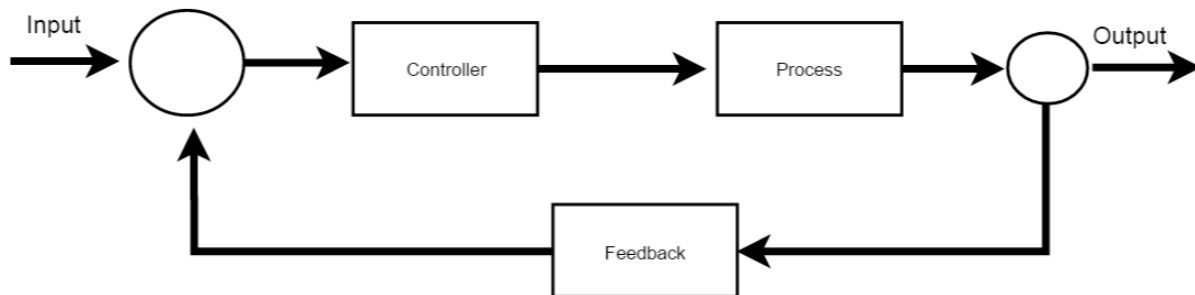 Input
Controller
Process
Output
Feedback